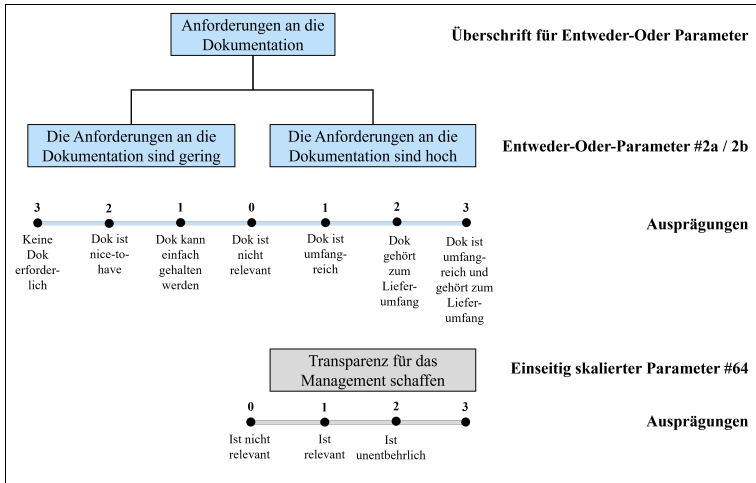 Anforderungen an die
Dokumentation
Überschrift für Entweder-Oder Parameter
Die Anforderungen an die
Dokumentation sind gering
Die Anforderungen an die
Dokumentation sind hoch
Entweder-Oder-Parameter #2a / 2b
3 2 1 0 1 2 3
Ausprägungen
Keine
Dok
erforder-
lich
Dok ist
nice-to-
have
Dok kann
einfach
gehalten
werden
Dok ist
nicht
relevant
Dok ist
umfang-
reich
Dok
gehört
zum
Liefer-
umfang
Dok ist
umfang-
reich und
gehört zum
Liefer-
umfang
Transparenz für das
Management schaffen
Einseitig skalierter Parameter #64
0 1 2 3
Ausprägungen
Ist nicht
relevant
Ist
relevant
Ist
unentbehrlich